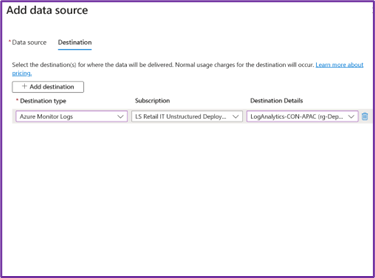 Add data source
* Data source Destination
Select the destination(s) for where the data will be delivered. Normal usage charges for the destination will occur. Learn more about
pricing.
+ Add destination
* Destination type Subscription Destination Details
Azure Monitor Logs LS Retail IT Unstructured Deploy... LogAnalytics-CON-APAC (rg-Dep...